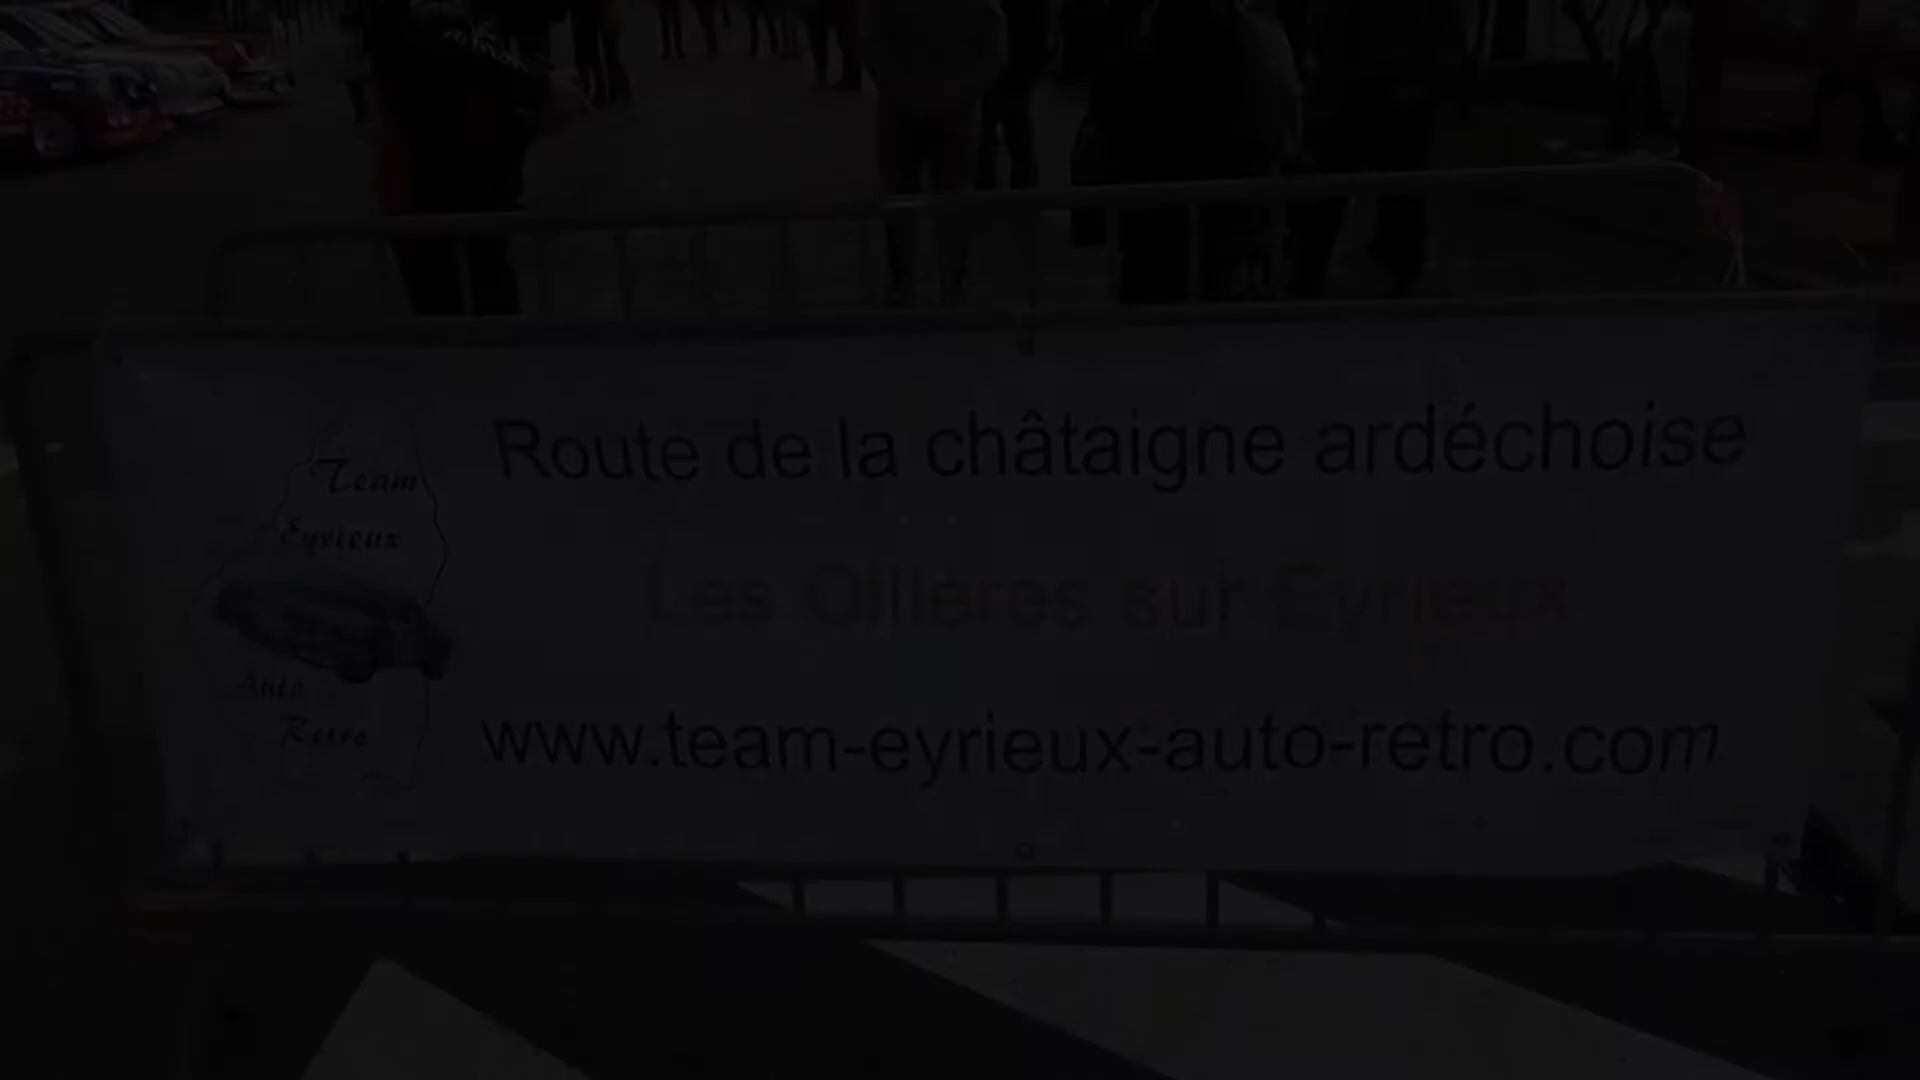 Route de la châtaigne ardéchoise
Team
Eyrieux
Les Ollières sur Eyrieux
Auto
Retro
www.team-eyrieux-auto-retro.com